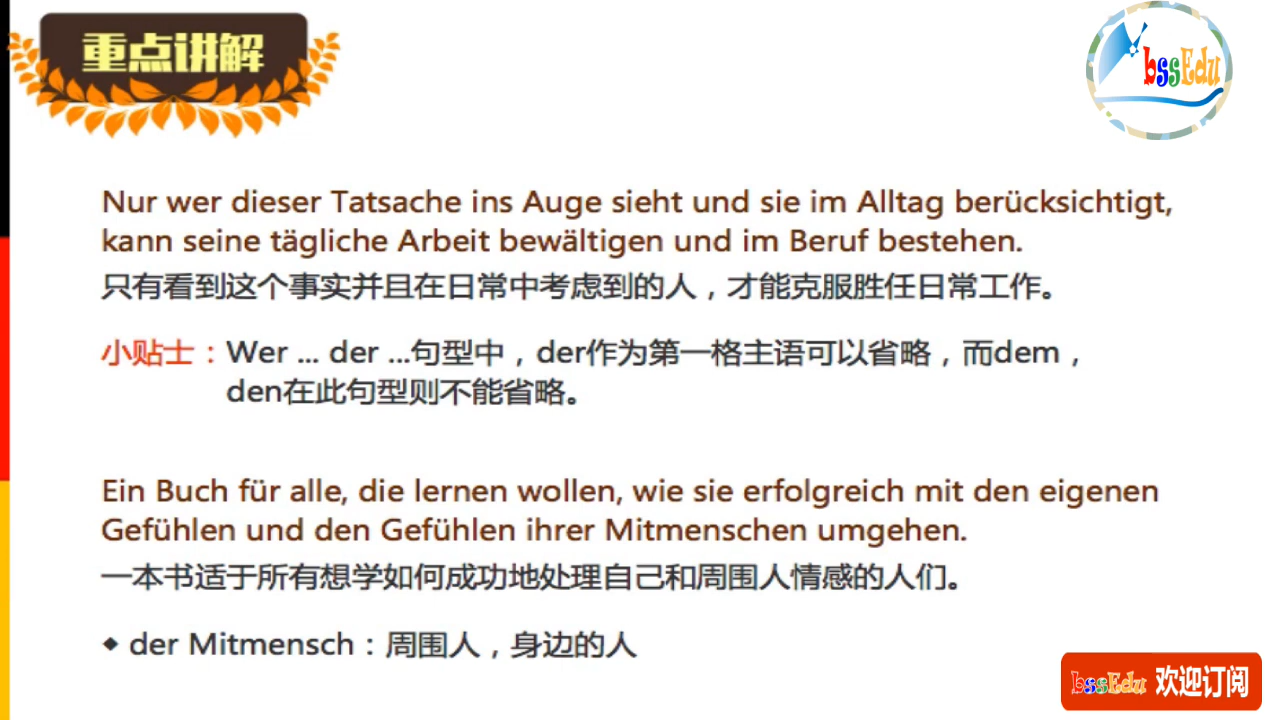 重点讲解
bssEdu
Nur wer dieser Tatsache ins Auge sieht und sie im Alltag berücksichtigt,
kann seine tägliche Arbeit bewältigen und im Beruf bestehen.
只有看到这个事实并且在日常中考虑到的人，才能克服胜任日常工作。
小贴士：Wer ... der ...句型中，der作为第一格主语可以省略，而dem，
den在此句型则不能省略。
Ein Buch für alle, die lernen wollen, wie sie erfolgreich mit den eigenen
Gefühlen und den Gefühlen ihrer Mitmenschen umgehen.
一本书适于所有想学如何成功地处理自己和周围人情感的人们。
◆ der Mitmensch：周围人，身边的人
bssEdu 欢迎订阅